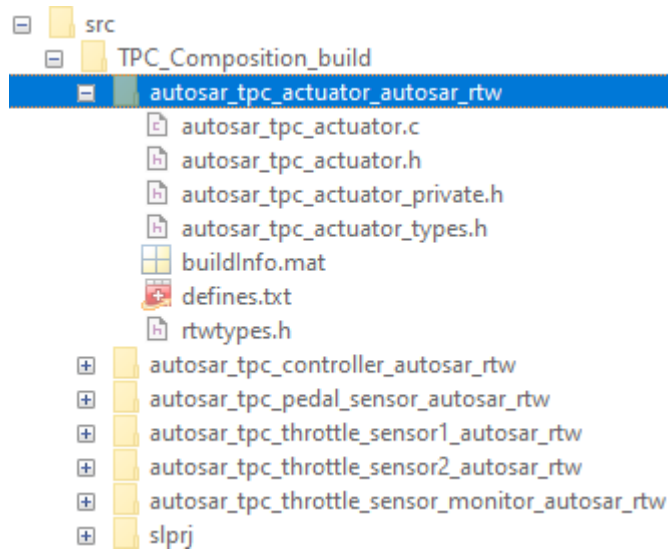 src
TPC_Composition_build
autosar_tpc_actuator_autosar_rtw
autosar_tpc_actuator.c
autosar_tpc_actuator.h
autosar_tpc_actuator_private.h
autosar_tpc_actuator_types.h
buildInfo.mat
defines.txt
rtwtypes.h
autosar_tpc_controller_autosar_rtw
autosar_tpc_pedal_sensor_autosar_rtw
autosar_tpc_throttle_sensor1_autosar_rtw
autosar_tpc_throttle_sensor2_autosar_rtw
autosar_tpc_throttle_sensor_monitor_autosar_rtw
slprj